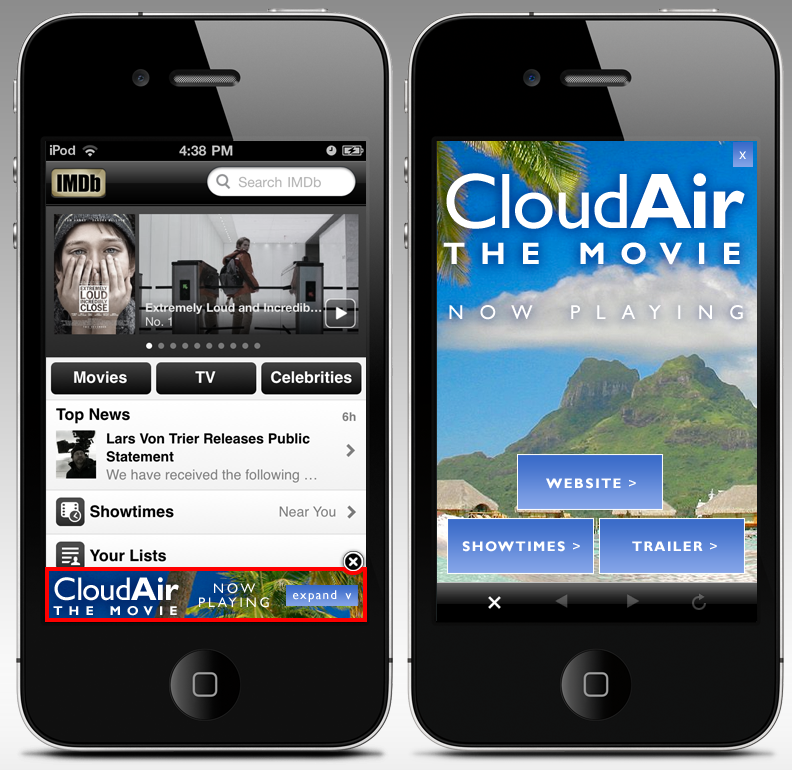 iPod 4:38 PM
IMDb
Search IMDb
EXTREMELY
LOUD
INCREDIBLY
CLOSE
Extremely Loud and Incredib...
No. 1
Movies TV Celebrities
Top News 6h
Lars Von Trier Releases Public
Statement
We have received the following ...
Showtimes Near You
Your Lists
CloudAir
THE MOVIE
NOW
PLAYING
expand v
x
CloudAir
THE MOVIE
NOW PLAYING
WEBSITE >
SHOWTIMES > TRAILER >